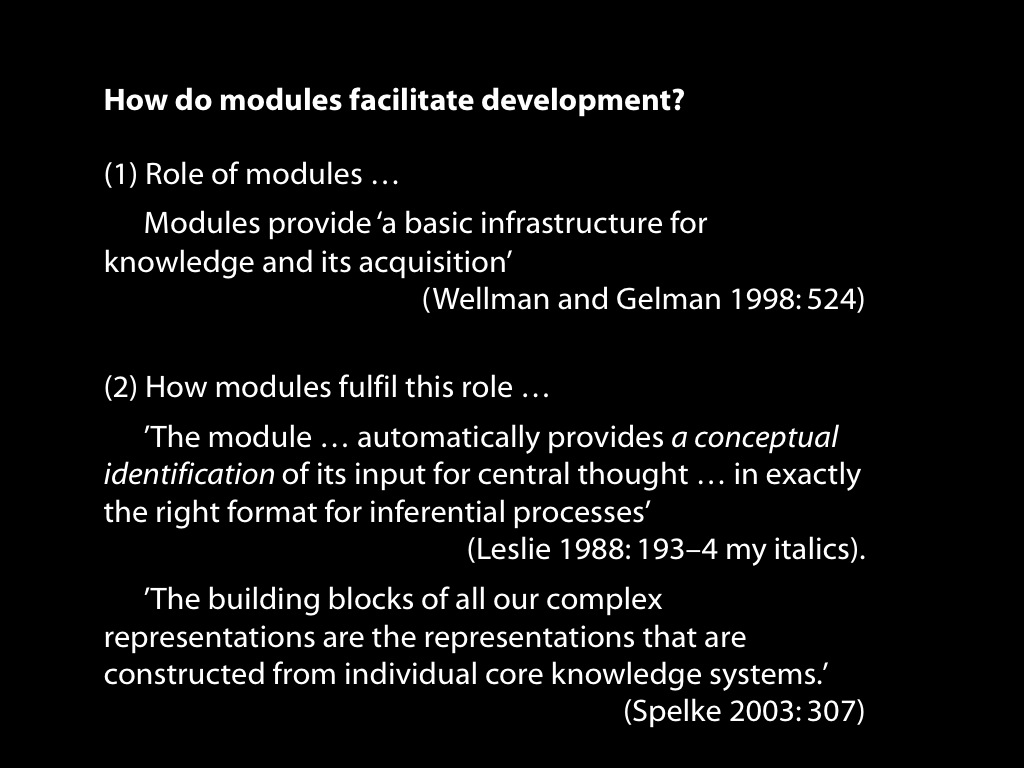 How do modules facilitate development?
(1) Role of modules …
Modules provide ‘a basic infrastructure for
knowledge and its acquisition’
(Wellman and Gelman 1998: 524)
(2) How modules fulfil this role …
’The module … automatically provides a conceptual
identification of its input for central thought … in exactly
the right format for inferential processes’
(Leslie 1988: 193–4 my italics).
’The building blocks of all our complex
representations are the representations that are
constructed from individual core knowledge systems.’
(Spelke 2003: 307)